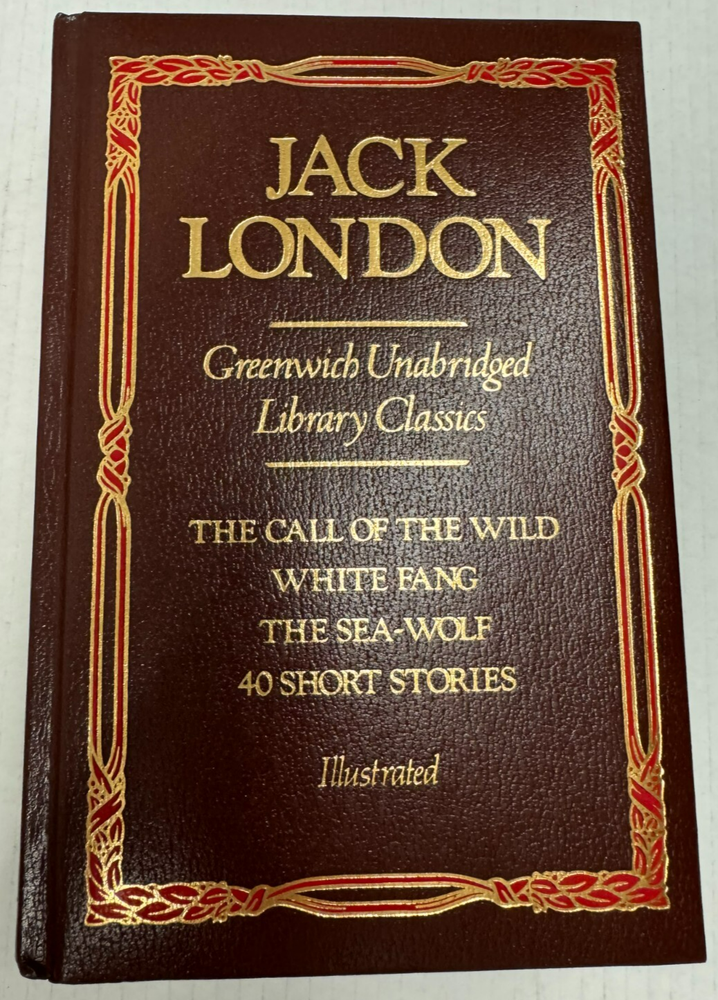 JACK
LONDON
Greenwich Unabridged
Library Classics
THE CALL OF THE WILD
WHITE FANG
THE SEA-WOLF
40 SHORT STORIES
Illustrated